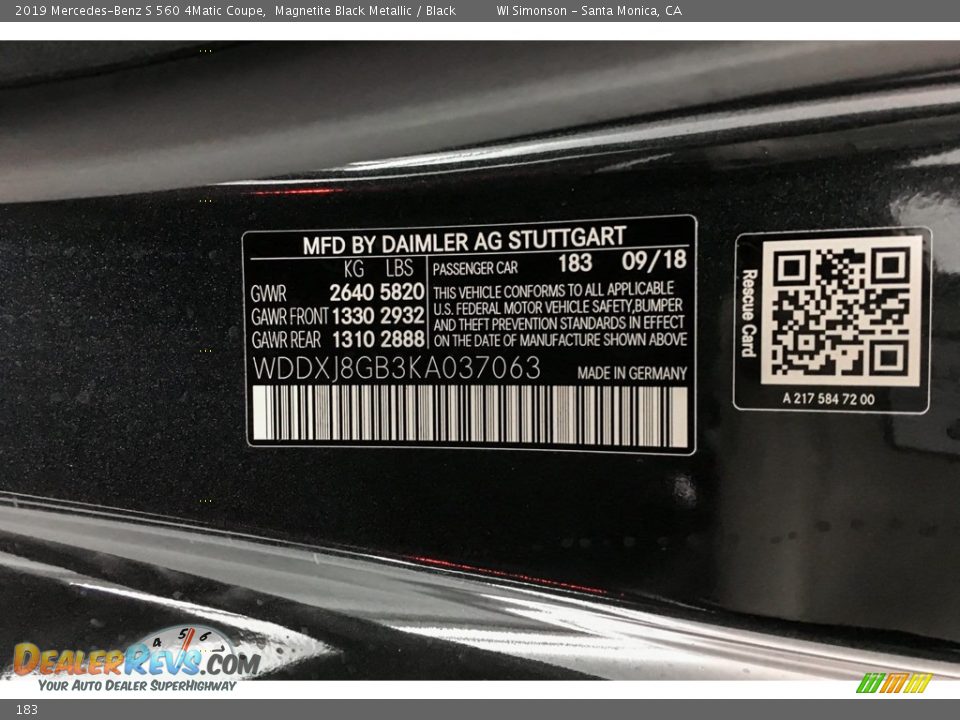 2019 Mercedes-Benz S 560 4Matic Coupe, Magnetite Black Metallic / Black WI Simonson - Santa Monica, CA
MFD BY DAIMLER AG STUTTGART
KG LBS
GVWR 2640 5820
GAWR FRONT 1330 2932
GAWR REAR 1310 2888
PASSENGER CAR 183 09/18
THIS VEHICLE CONFORMS TO ALL APPLICABLE
U.S. FEDERAL MOTOR VEHICLE SAFETY,BUMPER
AND THEFT PREVENTION STANDARDS IN EFFECT
ON THE DATE OF MANUFACTURE SHOWN ABOVE
WDDXJ8GB3KA037063 MADE IN GERMANY
Rescue Card
A 217 584 72 00
4 5 6
DEALERREVS.COM
YOUR AUTO DEALER SUPERHIGHWAY
183